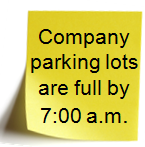 Company
parking lots
are full by
7:00 a.m.